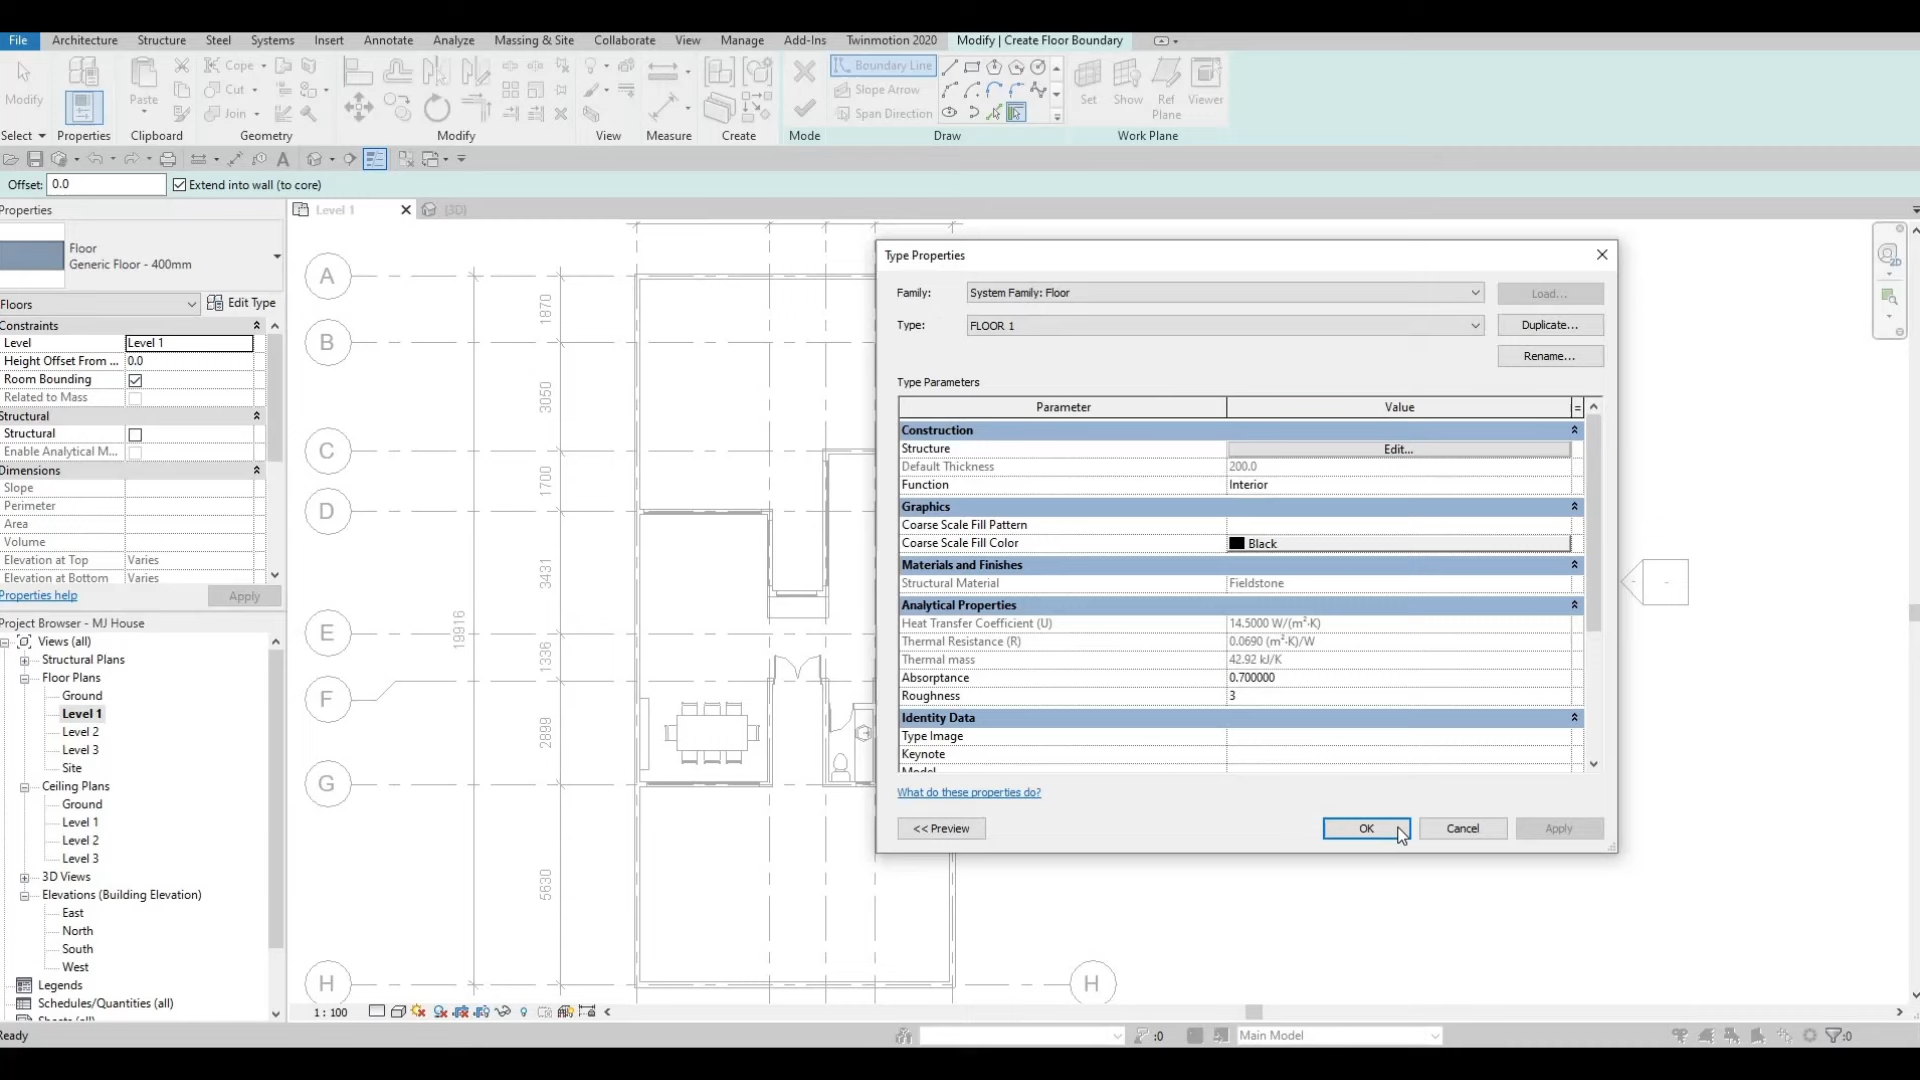 File Architecture Structure Steel Systems Insert Annotate Analyze Massing & Site Collaborate View Manage Add-Ins Twinmotion 2020 Modify | Create Floor Boundary
Modify
Paste
Cope
Cut
Join
Boundary Line
Slope Arrow
Span Direction
Set Show Ref Plane Viewer
Select Properties Clipboard Geometry Modify View Measure Create Mode Draw Work Plane
Offset: 0.0 Extend into wall (to core)
Properties
Level 1
{3D}
Floor
Generic Floor - 400mm
Floors
Edit Type
Constraints
Level Level 1
Height Offset From ... 0.0
Room Bounding
Related to Mass
Structural
Structural
Enable Analytical M...
Dimensions
Slope
Perimeter
Area
Volume
Elevation at Top Varies
Elevation at Bottom Varies
Properties help
Apply
Project Browser - MJ House
Views (all)
Structural Plans
Floor Plans
Ground
Level 1
Level 2
Level 3
Site
Ceiling Plans
Ground
Level 1
Level 2
Level 3
3D Views
Elevations (Building Elevation)
East
North
South
West
Legends
Schedules/Quantities (all)
Sheets (all)
A
B
C
D
E
F
G
H
H
1870
3050
1700
3431
1336
2899
5630
19916
Type Properties
Family: System Family: Floor Load...
Type: FLOOR 1 Duplicate...
Rename...
Type Parameters
Parameter Value =
Construction
Structure Edit...
Default Thickness 200.0
Function Interior
Graphics
Coarse Scale Fill Pattern
Coarse Scale Fill Color Black
Materials and Finishes
Structural Material Fieldstone
Analytical Properties
Heat Transfer Coefficient (U) 14.5000 W/(m²·K)
Thermal Resistance (R) 0.0690 (m²·K)/W
Thermal mass 42.92 kJ/K
Absorptance 0.700000
Roughness 3
Identity Data
Type Image
Keynote
Model
What do these properties do?
<< Preview OK Cancel Apply
2D
1 : 100
Ready
:0
Main Model
:0